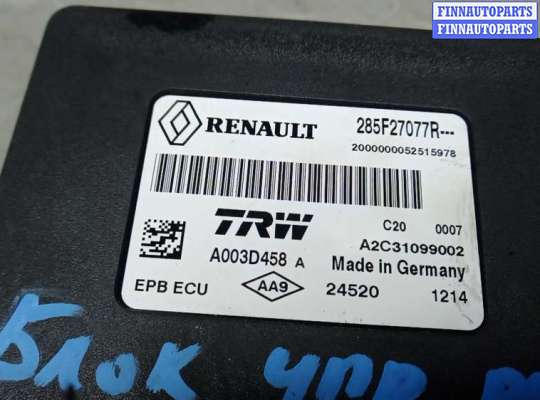 FINNAUTOPARTS
FINNAUTOPARTS
RENAULT 285F27077R---
2000000052515978
TRW C20 0007
A003D458 A A2C31099002
Made in Germany
EPB ECU AA9 24520 1214
Блок упр